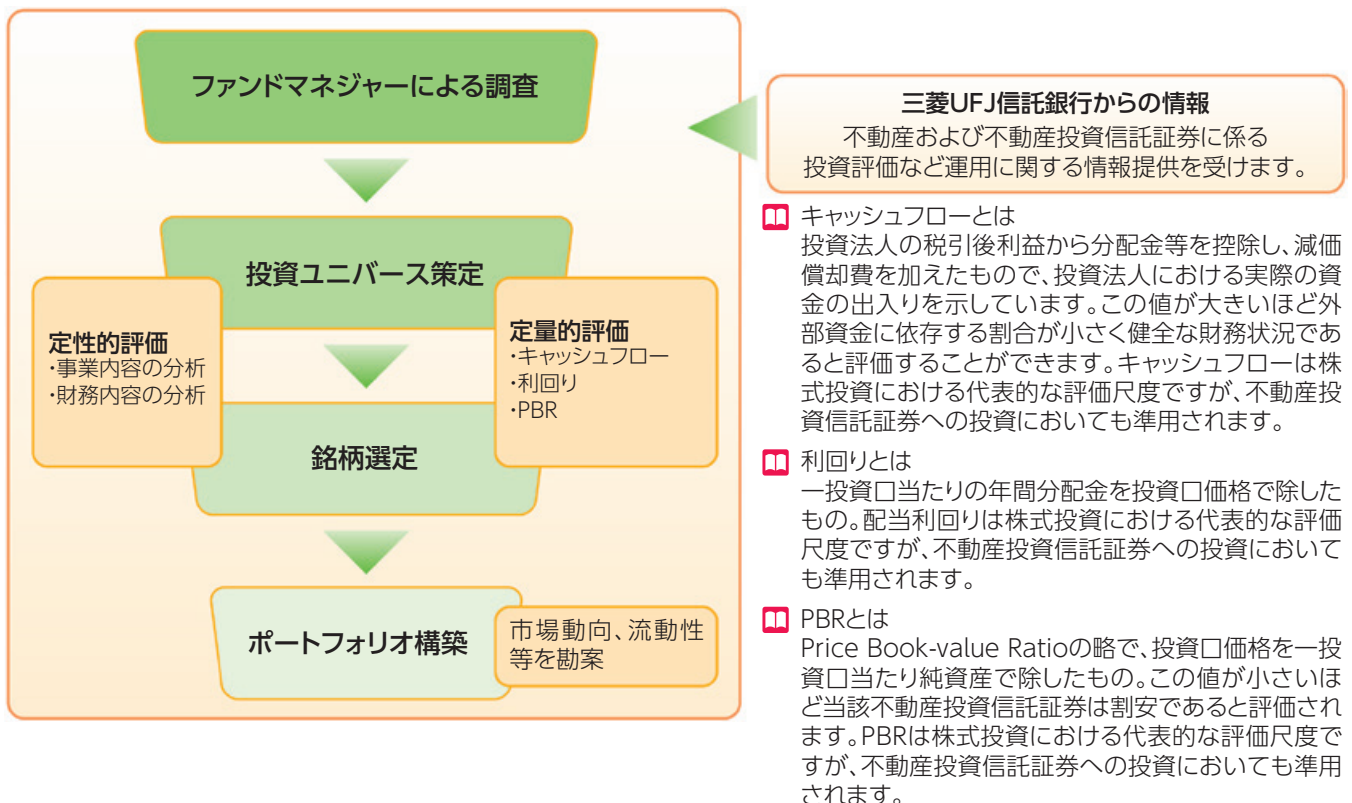 ファンドマネジャーによる調査
投資ユニバース策定
定性的評価
・事業内容の分析
・財務内容の分析
定量的評価
・キャッシュフロー
・利回り
・PBR
銘柄選定
ポートフォリオ構築
市場動向、流動性
等を勘案
三菱UFJ信託銀行からの情報
不動産および不動産投資信託証券に係る
投資評価など運用に関する情報提供を受けます。
キャッシュフローとは
投資法人の税引後利益から分配金等を控除し、減価
償却費を加えたもので、投資法人における実際の資
金の出入りを示しています。この値が大きいほど外
部資金に依存する割合が小さく健全な財務状況であ
ると評価することができます。キャッシュフローは株
式投資における代表的な評価尺度ですが、不動産投
資信託証券への投資においても準用されます。
利回りとは
一投資口当たりの年間分配金を投資口価格で除した
もの。配当利回りは株式投資における代表的な評価
尺度ですが、不動産投資信託証券への投資において
も準用されます。
PBRとは
Price Book-value Ratioの略で、投資口価格を一投
資口当たり純資産で除したもの。この値が小さいほ
ど当該不動産投資信託証券は割安であると評価され
ます。PBRは株式投資における代表的な評価尺度で
すが、不動産投資信託証券への投資においても準用
されます。